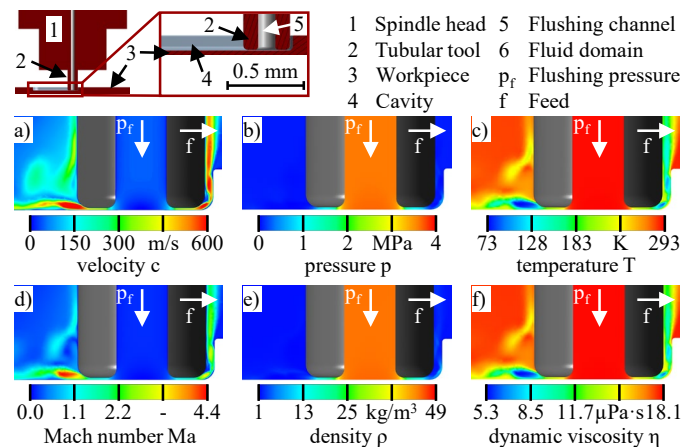 1
2
3
2
5
4
0.5 mm
1 Spindle head 5 Flushing channel
2 Tubular tool 6 Fluid domain
3 Workpiece pf Flushing pressure
4 Cavity f Feed
a) pf f
0 150 300 m/s 600
velocity c
b) pf f
0 1 2 MPa 4
pressure p
c) pf f
73 128 183 K 293
temperature T
d) pf f
0.0 1.1 2.2 - 4.4
Mach number Ma
e) pf f
1 13 25 kg/m³ 49
density ρ
f) pf f
5.3 8.5 11.7 µPa·s 18.1
dynamic viscosity η